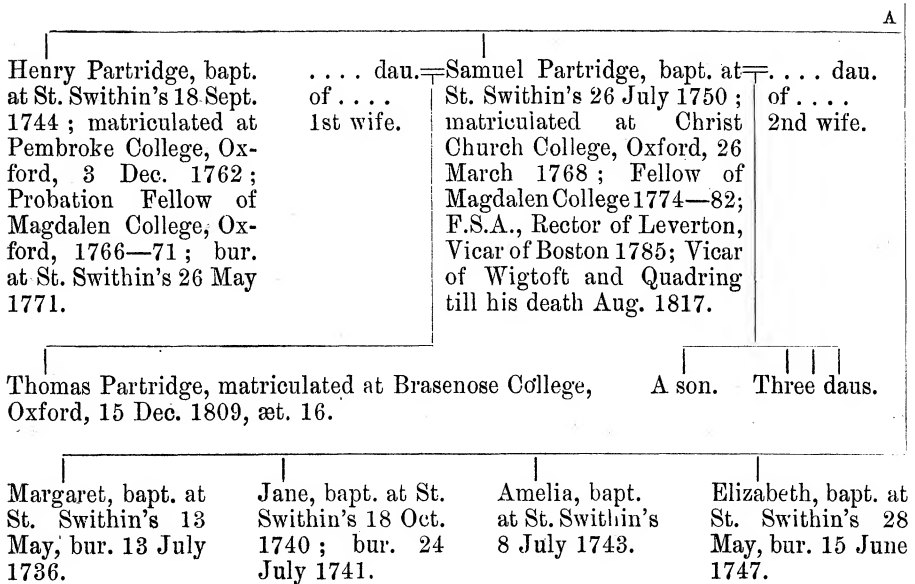 A
Henry Partridge, bapt.
at St. Swithin's 18 Sept.
1744 ; matriculated at
Pembroke College, Ox-
ford, 3 Dec. 1762 ;
Probation Fellow of
Magdalen College, Ox-
ford, 1766—71 ; bur.
at St. Swithin's 26 May
1771.
. . . . dau.
of . . . .
1st wife.
Samuel Partridge, bapt. at
St. Swithin's 26 July 1750 ;
matriculated at Christ
Church College, Oxford, 26
March 1768 ; Fellow of
Magdalen College 1774—82;
F.S.A., Rector of Leverton,
Vicar of Boston 1785; Vicar
of Wigtoft and Quadring
till his death Aug. 1817.
. . . . dau.
of . . . .
2nd wife.
Thomas Partridge, matriculated at Brasenose College,
Oxford, 15 Dec. 1809, æt. 16.
A son.
Three daus.
Margaret, bapt. at
St. Swithin's 13
May, bur. 13 July
1736.
Jane, bapt. at St.
Swithin's 18 Oct.
1740 ; bur. 24
July 1741.
Amelia, bapt.
at St. Swithin's
8 July 1743.
Elizabeth, bapt. at
St. Swithin's 28
May, bur. 15 June
1747.